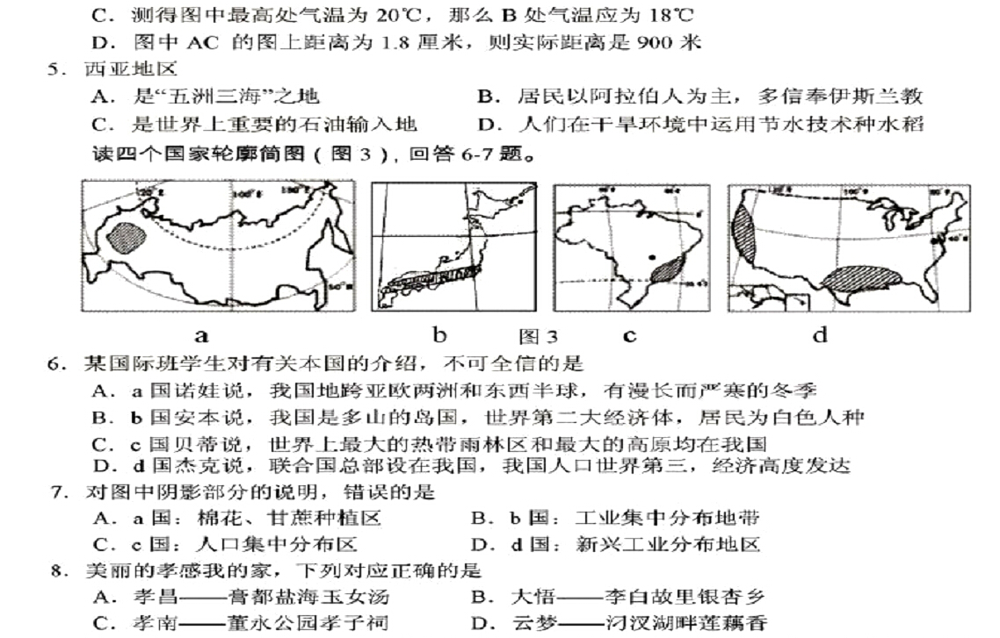 C．测得图中最高处气温为 20℃，那么 B 处气温应为 18℃
D．图中 AC 的图上距离为 1.8 厘米，则实际距离是 900 米
5．西亚地区
A．是“五洲三海”之地 B．居民以阿拉伯人为主，多信奉伊斯兰教
C．是世界上重要的石油输入地 D．人们在干旱环境中运用节水技术种水稻
读四个国家轮廓简图（图 3），回答 6-7 题。
100°E
a b 图 3 c d
6．某国际班学生对有关本国的介绍，不可全信的是
A．a 国诺娃说，我国地跨亚欧两洲和东西半球，有漫长而严寒的冬季
B．b 国安本说，我国是多山的岛国，世界第二大经济体，居民为白色人种
C．c 国贝蒂说，世界上最大的热带雨林区和最大的高原均在我国
D．d 国杰克说，联合国总部设在我国，我国人口世界第三，经济高度发达
7．对图中阴影部分的说明，错误的是
A．a 国：棉花、甘蔗种植区 B．b 国：工业集中分布地带
C．c 国：人口集中分布区 D．d 国：新兴工业分布地区
8．美丽的孝感我的家，下列对应正确的是
A．孝昌——膏都盐海玉女汤 B．大悟——李白故里银杏乡
C．孝南——董永公园孝子祠 D．云梦——汈汊湖畔莲藕香